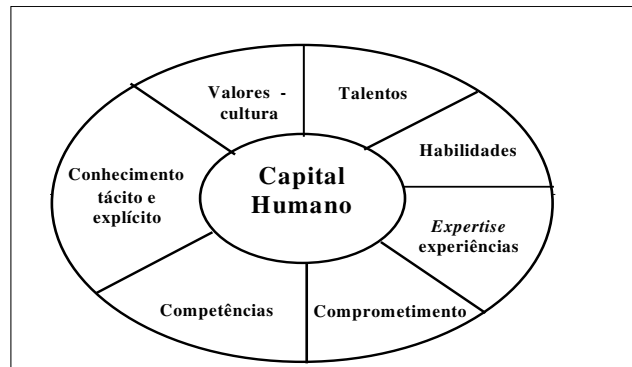 Valores -
cultura
Talentos
Habilidades
Expertise
experiências
Comprometimento
Competências
Conhecimento
tácito e
explícito
Capital
Humano